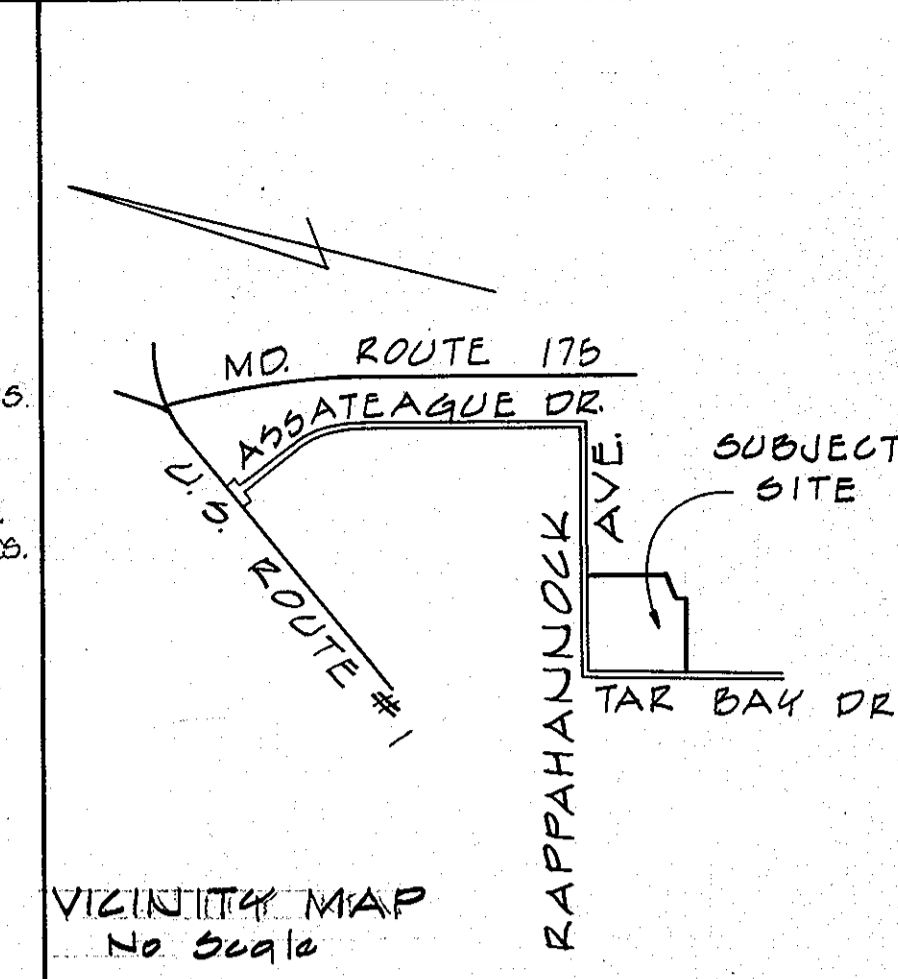 S.
S.
MD. ROUTE 175
ASSATEAGUE DR.
U.S. ROUTE #1
RAPPAHANNOCK AVE.
SUBJECT
SITE
TAR BAY DR
VICINITY MAP
No Scale